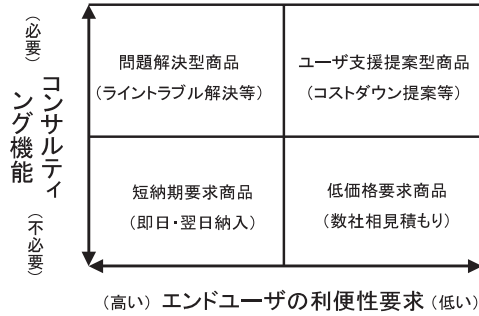 (必要)
コンサルティ
ング機能
(不必要)
問題解決型商品
(ライントラブル解決等)
ユーザ支援提案型商品
(コストダウン提案等)
短納期要求商品
(即日・翌日納入)
低価格要求商品
(数社相見積もり)
(高い) エンドユーザの利便性要求 (低い)